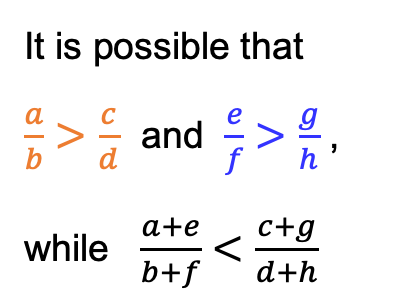 It is possible that
a/b > c/d and e/f > g/h ,
while (a+e)/(b+f) < (c+g)/(d+h)